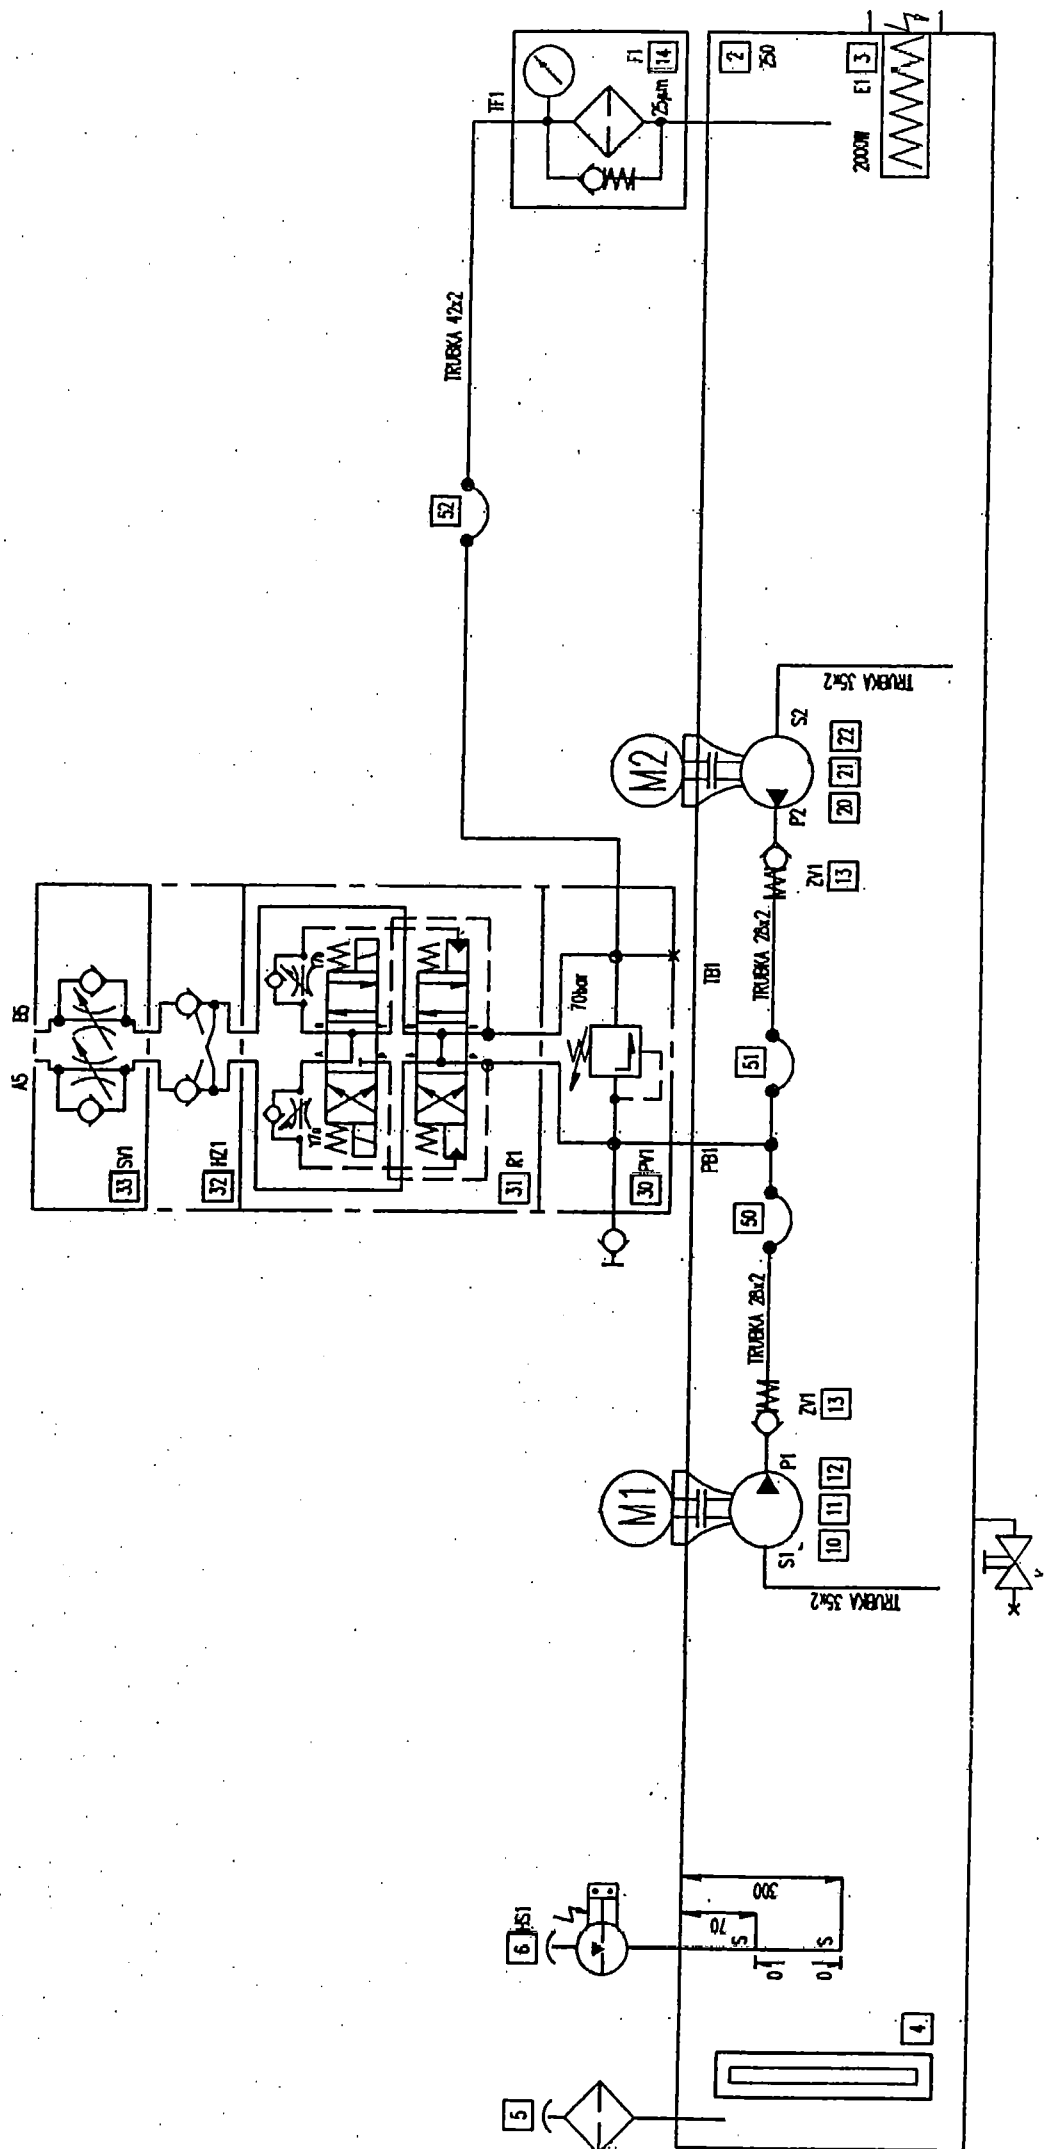 B5
A5
33 SV1
32 HZ1
Y7b
Y7a
31 R1
70bar
30 PV1
TB1
PB1
52
TRUBKA 42x2
TF1
F1
14
25µm
2
250
3
E1
2000W
M2
P2
S2
20 21 22
TRUBKA 35x2
ZV1
13
TRUBKA 28x2
51
50
TRUBKA 28x2
ZV1
13
M1
P1
S1
10 11 12
TRUBKA 35x2
6 HS1
70
300
S
S
0
0
4
5